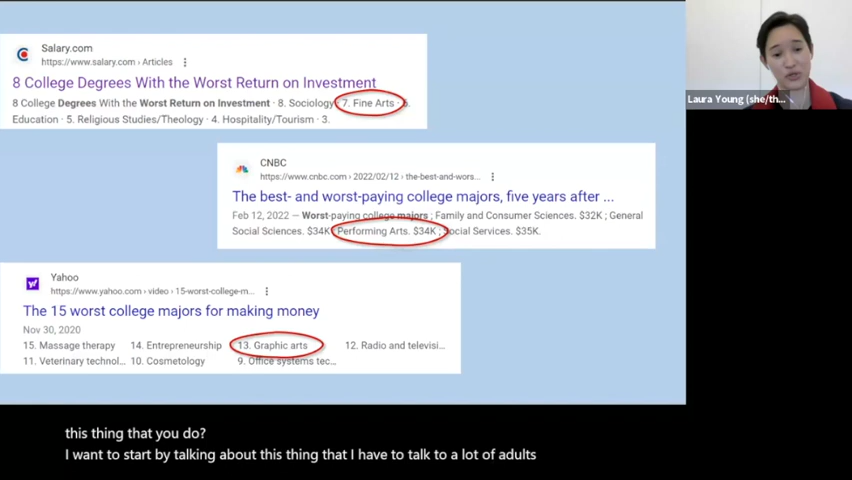 Salary.com
https://www.salary.com › Articles
8 College Degrees With the Worst Return on Investment
8 College Degrees With the Worst Return on Investment · 8. Sociology · 7. Fine Arts · 6.
Education · 5. Religious Studies/Theology · 4. Hospitality/Tourism · 3.
CNBC
https://www.cnbc.com › 2022/02/12 › the-best-and-wors...
The best- and worst-paying college majors, five years after ...
Feb 12, 2022 — Worst-paying college majors ; Family and Consumer Sciences. $32K ; General
Social Sciences. $34K ; Performing Arts. $34K ; Social Services. $35K.
Yahoo
https://www.yahoo.com › video › 15-worst-college-m...
The 15 worst college majors for making money
Nov 30, 2020
15. Massage therapy 14. Entrepreneurship 13. Graphic arts 12. Radio and televisi...
11. Veterinary technol... 10. Cosmetology 9. Office systems tec...
Laura Young (she/th...
this thing that you do?
I want to start by talking about this thing that I have to talk to a lot of adults